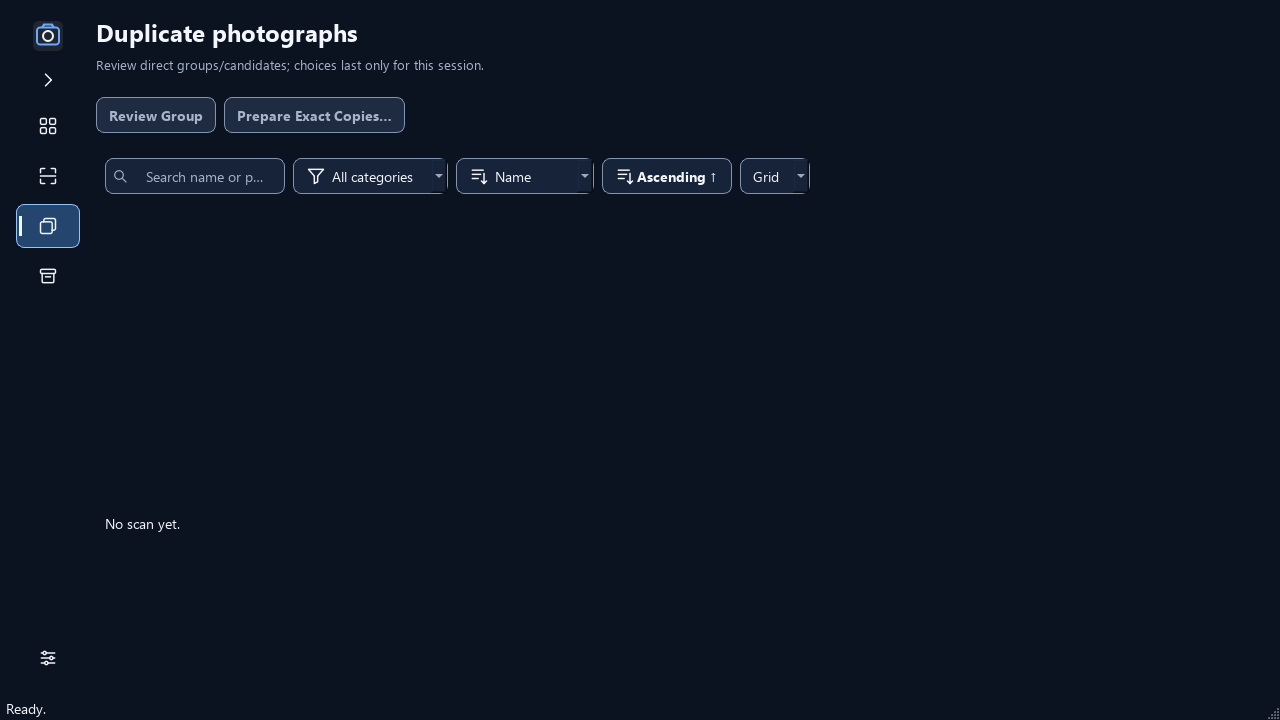 Duplicate photographs
Review direct groups/candidates; choices last only for this session.
Review Group
Prepare Exact Copies...
Search name or p...
All categories
Name
Ascending ↑
Grid
No scan yet.
Ready.